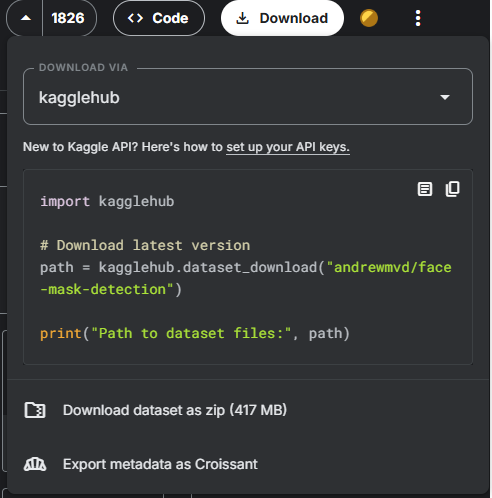 1826
Code
Download
DOWNLOAD VIA
kagglehub
New to Kaggle API? Here's how to set up your API keys.
import kagglehub
# Download latest version
path = kagglehub.dataset_download("andrewmvd/face
-mask-detection")
print("Path to dataset files:", path)
Download dataset as zip (417 MB)
Export metadata as Croissant